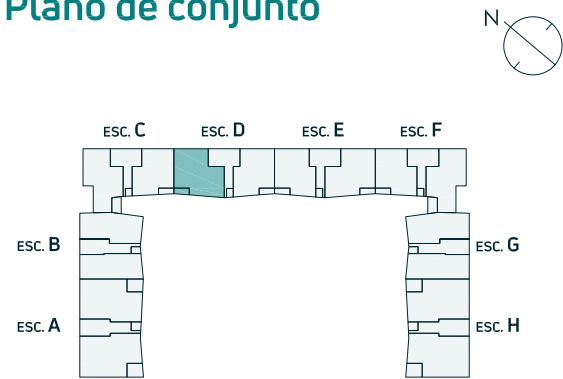 Plano de conjunto
N
ESC. C
ESC. D
ESC. E
ESC. F
ESC. B
ESC. G
ESC. A
ESC. H